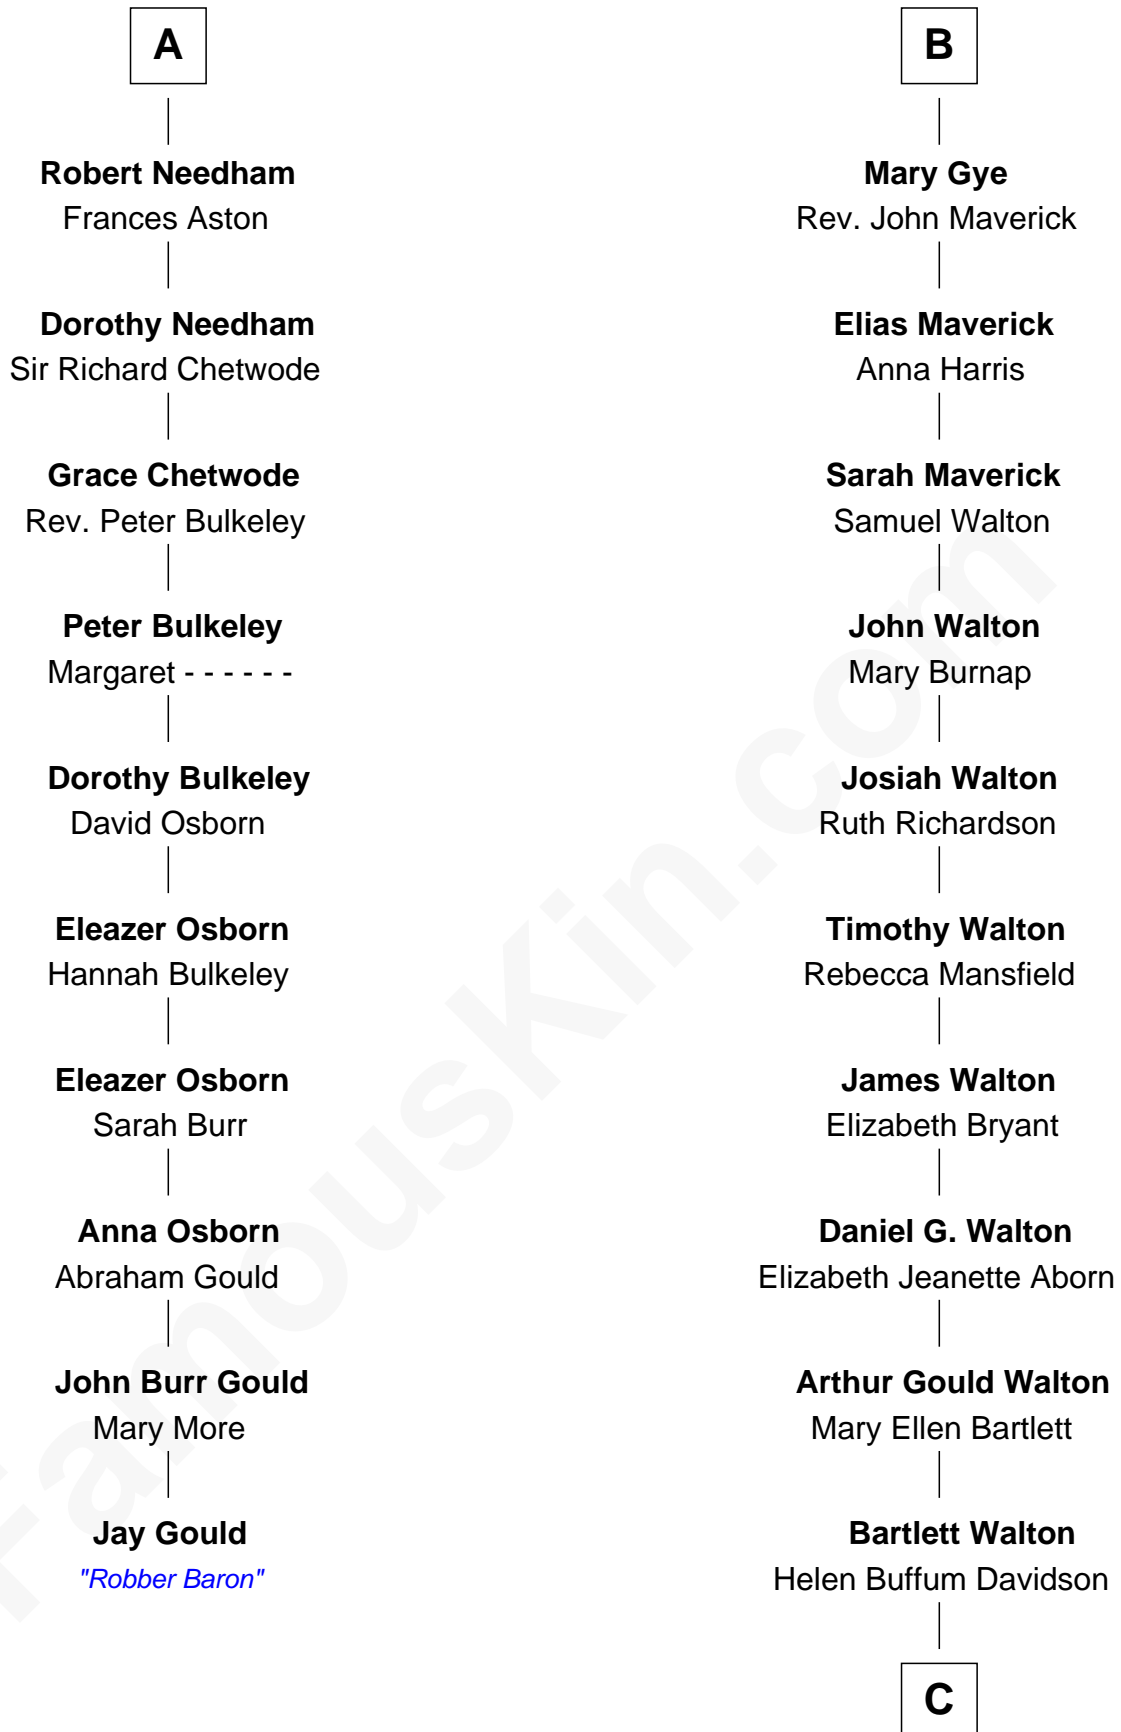 A
Robert Needham
Frances Aston
Dorothy Needham
Sir Richard Chetwode
Grace Chetwode
Rev. Peter Bulkeley
Peter Bulkeley
Margaret - - - - - -
Dorothy Bulkeley
David Osborn
Eleazer Osborn
Hannah Bulkeley
Eleazer Osborn
Sarah Burr
Anna Osborn
Abraham Gould
John Burr Gould
Mary More
Jay Gould
"Robber Baron"
B
Mary Gye
Rev. John Maverick
Elias Maverick
Anna Harris
Sarah Maverick
Samuel Walton
John Walton
Mary Burnap
Josiah Walton
Ruth Richardson
Timothy Walton
Rebecca Mansfield
James Walton
Elizabeth Bryant
Daniel G. Walton
Elizabeth Jeanette Aborn
Arthur Gould Walton
Mary Ellen Bartlett
Bartlett Walton
Helen Buffum Davidson
C
FamousKin.com